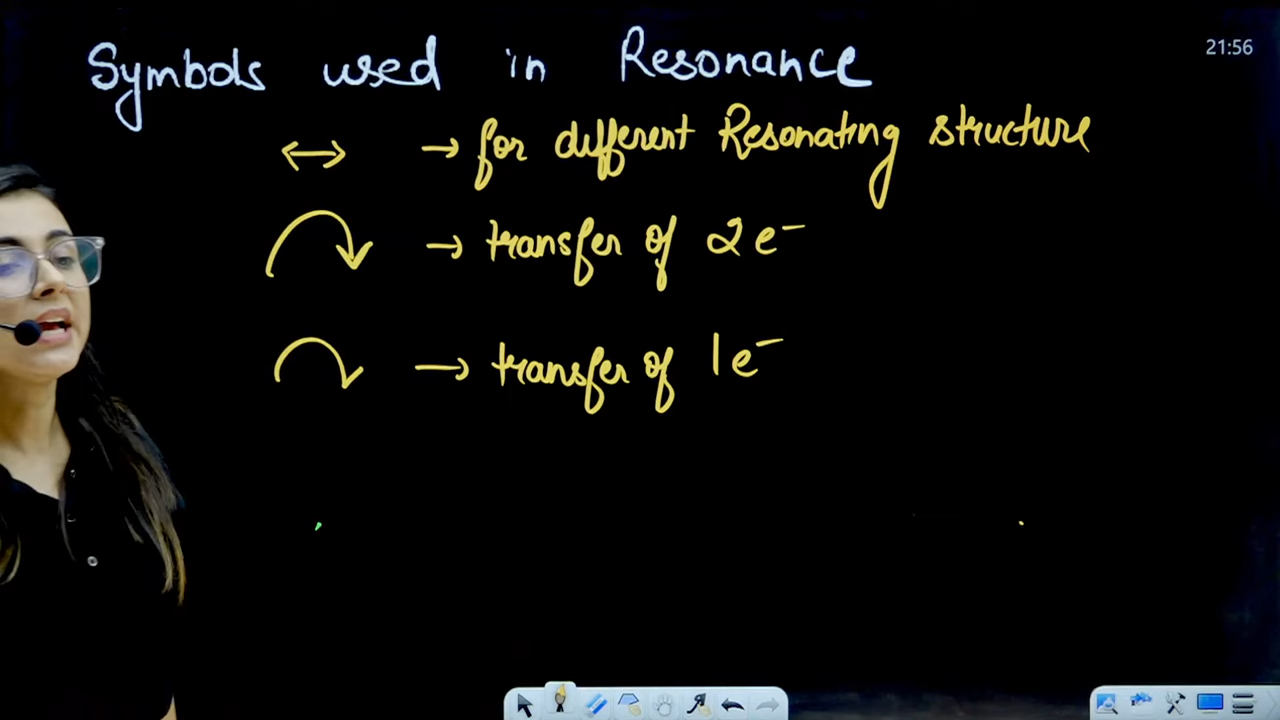 Symbols used in Resonance
21:56
↔ → for different Resonating structure
→ transfer of 2e⁻
→ transfer of 1e⁻